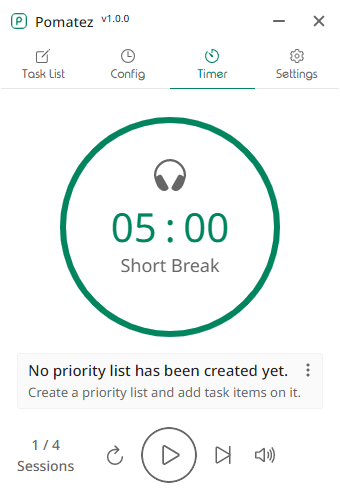 Pomatez v1.0.0
Task List Config Timer Settings
05 : 00
Short Break
No priority list has been created yet.
Create a priority list and add task items on it.
1 / 4
Sessions